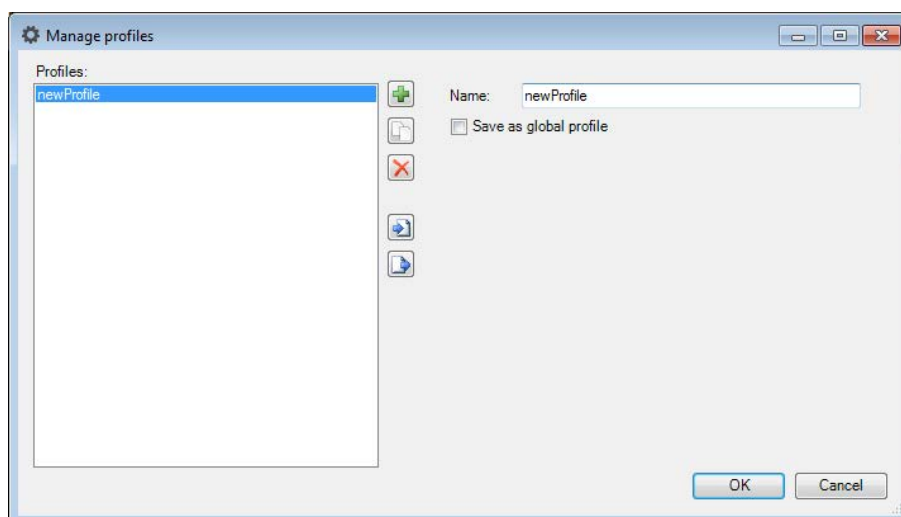 Manage profiles
Profiles:
newProfile
Name: newProfile
Save as global profile
OK Cancel